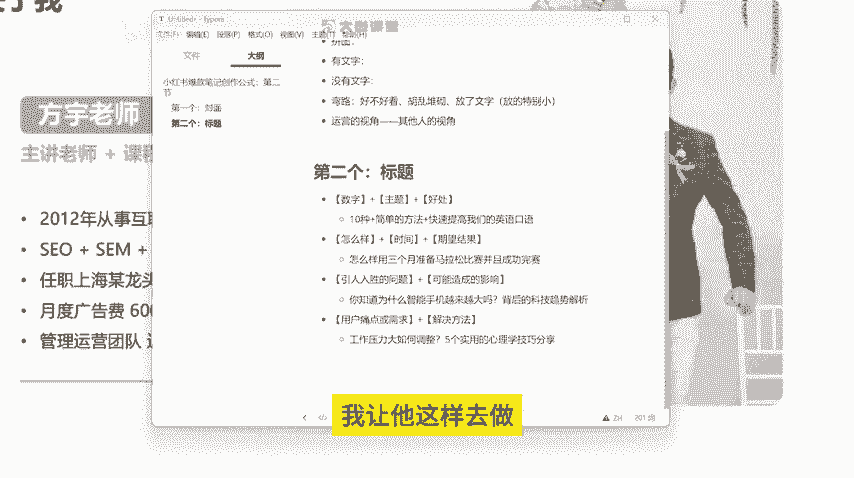 于我
Untitled - Typora
文件(F) 编辑(E) 段落(P) 格式(O) 视图(V) 主题(T) 帮助(H)
文件 大纲
小红书爆款笔记创作公式：第二节
第一个：封面
第二个：标题
拼图：
有文字：
没有文字：
弯路：好不好看、胡乱堆砌、放了文字（放的特别小）
运营的视角——其他人的视角
第二个：标题
【数字】+【主题】+【好处】
10种+简单的方法+快速提高我们的英语口语
【怎么样】+【时间】+【期望结果】
怎么样用三个月准备马拉松比赛并且成功完赛
【引人入胜的问题】+【可能造成的影响】
你知道为什么智能手机越来越大吗？背后的科技趋势解析
【用户痛点或需求】+【解决方法】
工作压力大如何调整？5个实用的心理学技巧分享
ZH 201 词
方宇老师
主讲老师 + 课程
2012年从事互联
SEO + SEM +
任职上海某龙头
月度广告费 600
管理运营团队
我让他这样去做